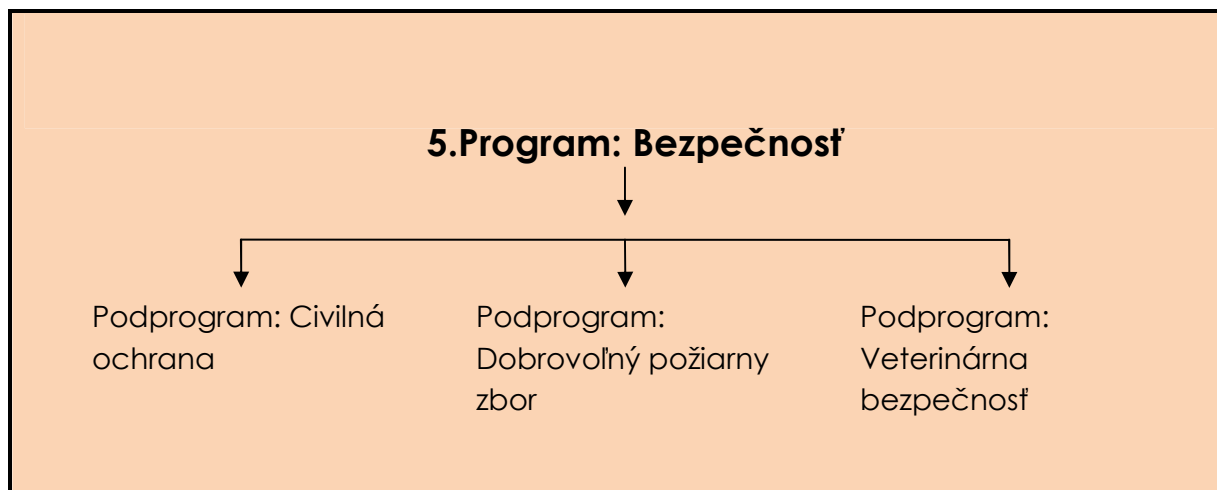 5.Program: Bezpečnosť
Podprogram: Civilná
ochrana
Podprogram:
Dobrovoľný požiarny
zbor
Podprogram:
Veterinárna
bezpečnosť